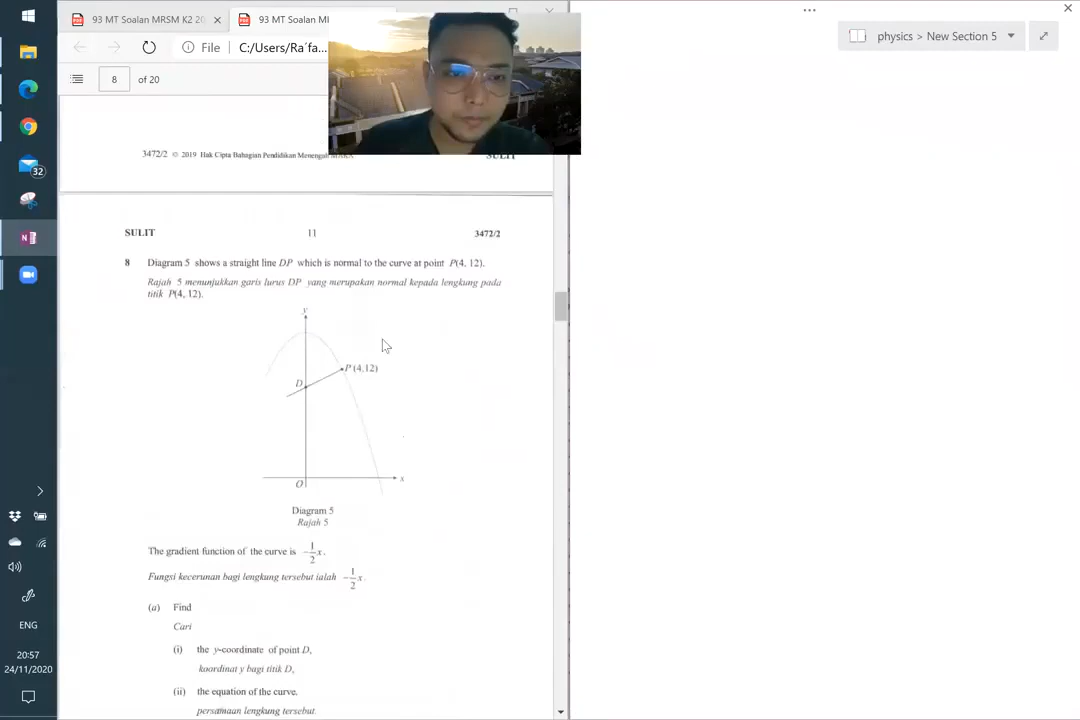 93 MT Soalan MRSM K2 20
93 MT Soalan MI
File
C:/Users/Ra'fa...
8 of 20
physics > New Section 5
3472/2 © 2019 Hak Cipta Bahagian Pendidikan Menengah MARA
SULIT
SULIT 11 3472/2
8 Diagram 5 shows a straight line DP which is normal to the curve at point P(4, 12).
Rajah 5 menunjukkan garis lurus DP yang merupakan normal kepada lengkung pada
titik P(4, 12).
y
P (4,12)
D
O
x
Diagram 5
Rajah 5
The gradient function of the curve is −1/2 x.
Fungsi kecerunan bagi lengkung tersebut ialah −1/2 x.
(a) Find
Cari
(i) the y-coordinate of point D,
koordinat y bagi titik D,
(ii) the equation of the curve.
persamaan lengkung tersebut.
32
N
ENG
20:57
24/11/2020